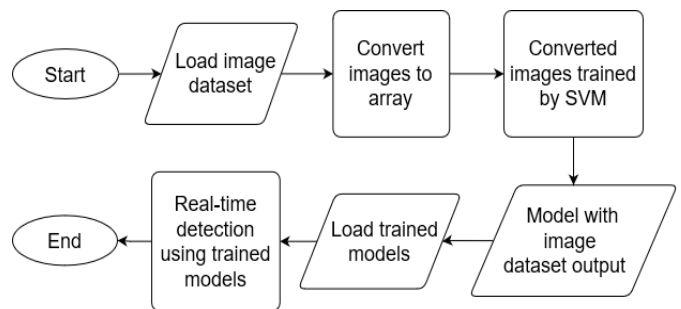 Start
Load image
dataset
Convert
images to
array
Converted
images trained
by SVM
Model with
image
dataset output
Load trained
models
Real-time
detection
using trained
models
End